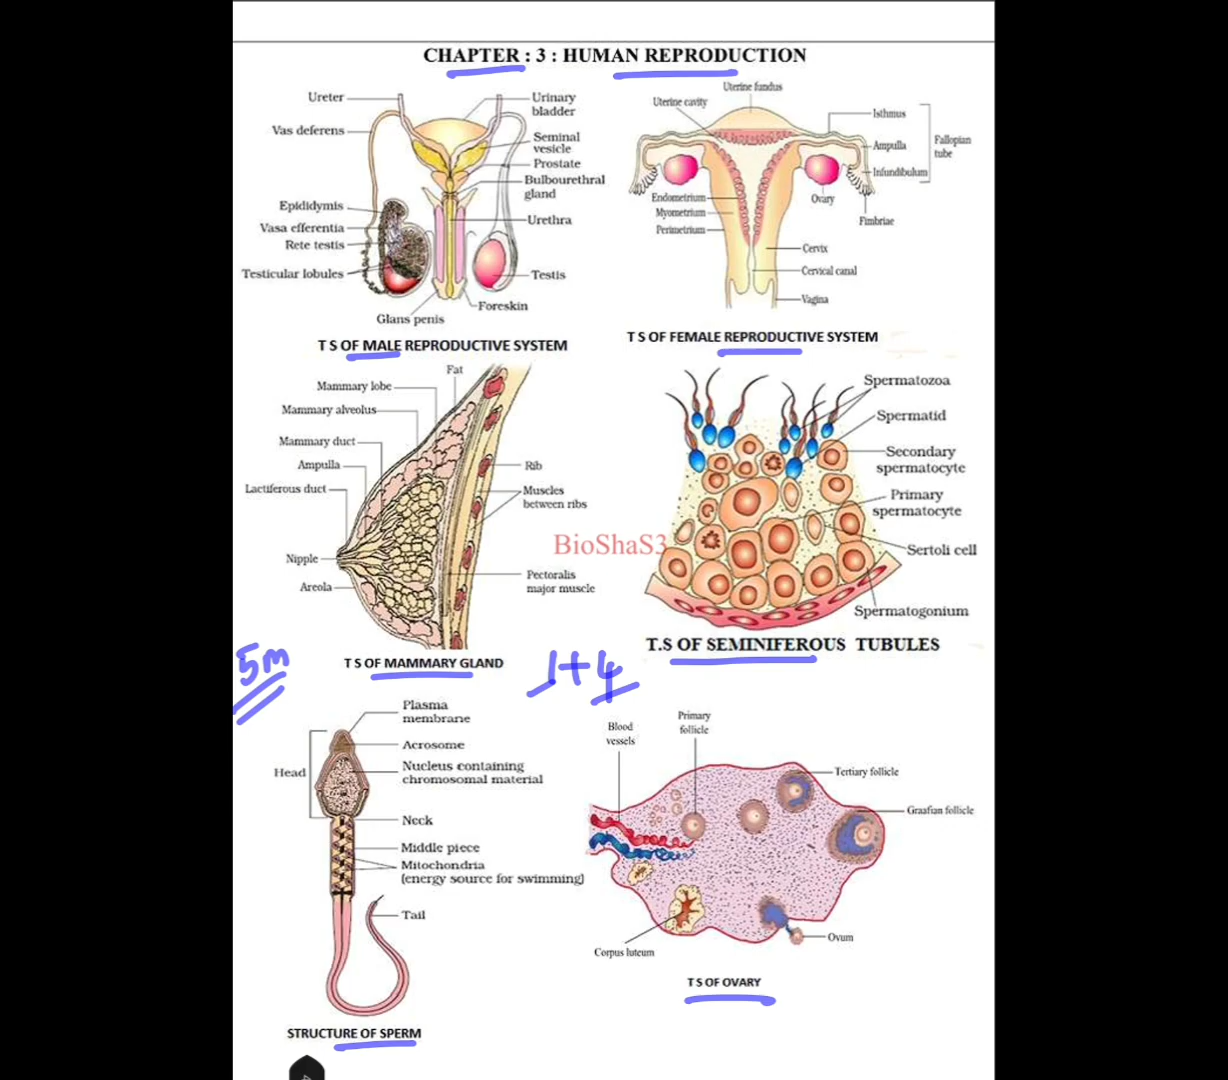 CHAPTER : 3 : HUMAN REPRODUCTION
Ureter
Vas deferens
Epididymis
Vasa efferentia
Rete testis
Testicular lobules
Glans penis
Urinary
bladder
Seminal
vesicle
Prostate
Bulbourethral
gland
Urethra
Testis
Foreskin
T S OF MALE REPRODUCTIVE SYSTEM
Uterine fundus
Uterine cavity
Isthmus
Ampulla
Infundibulum
Fallopian
tube
Ovary
Fimbriae
Endometrium
Myometrium
Perimetrium
Cervix
Cervical canal
Vagina
T S OF FEMALE REPRODUCTIVE SYSTEM
Fat
Mammary lobe
Mammary alveolus
Mammary duct
Ampulla
Lactiferous duct
Nipple
Areola
Rib
Muscles
between ribs
Pectoralis
major muscle
T S OF MAMMARY GLAND
BioShaS3
Spermatozoa
Spermatid
Secondary
spermatocyte
Primary
spermatocyte
Sertoli cell
Spermatogonium
T.S OF SEMINIFEROUS TUBULES
5m
1+4
Plasma
membrane
Acrosome
Head
Nucleus containing
chromosomal material
Neck
Middle piece
Mitochondria
(energy source for swimming)
Tail
STRUCTURE OF SPERM
Blood
vessels
Primary
follicle
Tertiary follicle
Graafian follicle
Ovum
Corpus luteum
T S OF OVARY